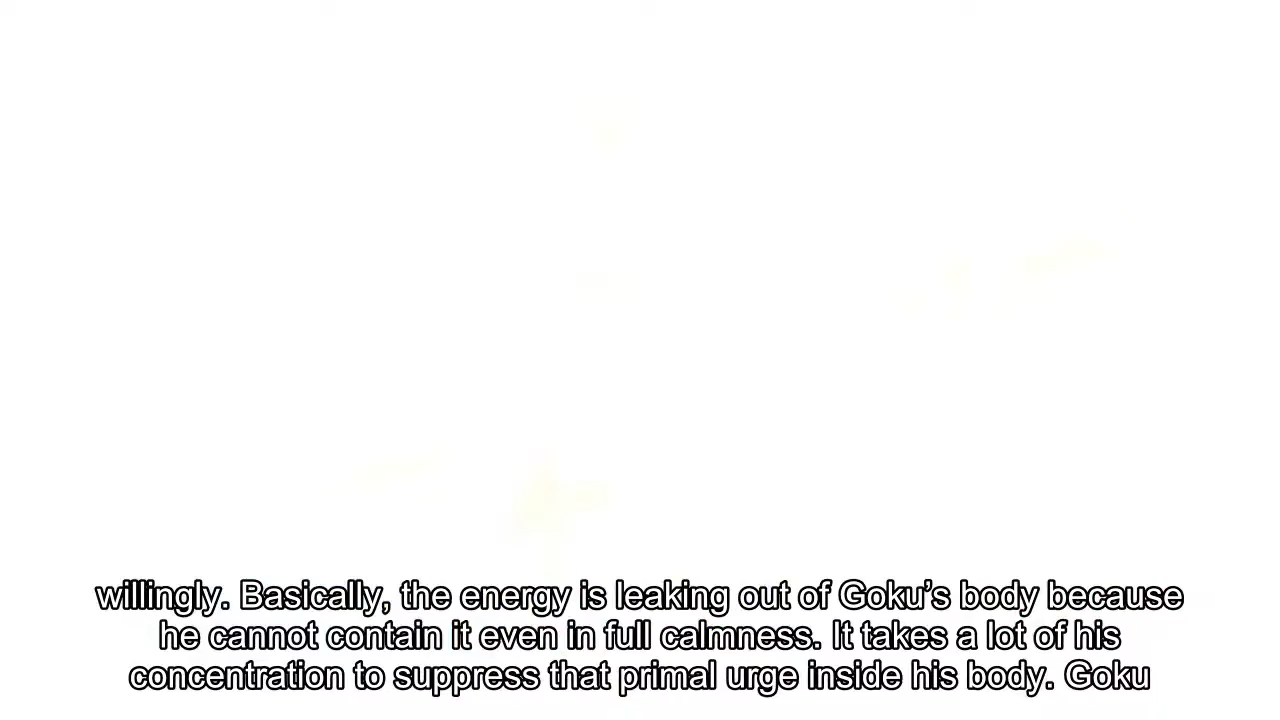 willingly. Basically, the energy is leaking out of Goku’s body because
he cannot contain it even in full calmness. It takes a lot of his
concentration to suppress that primal urge inside his body. Goku